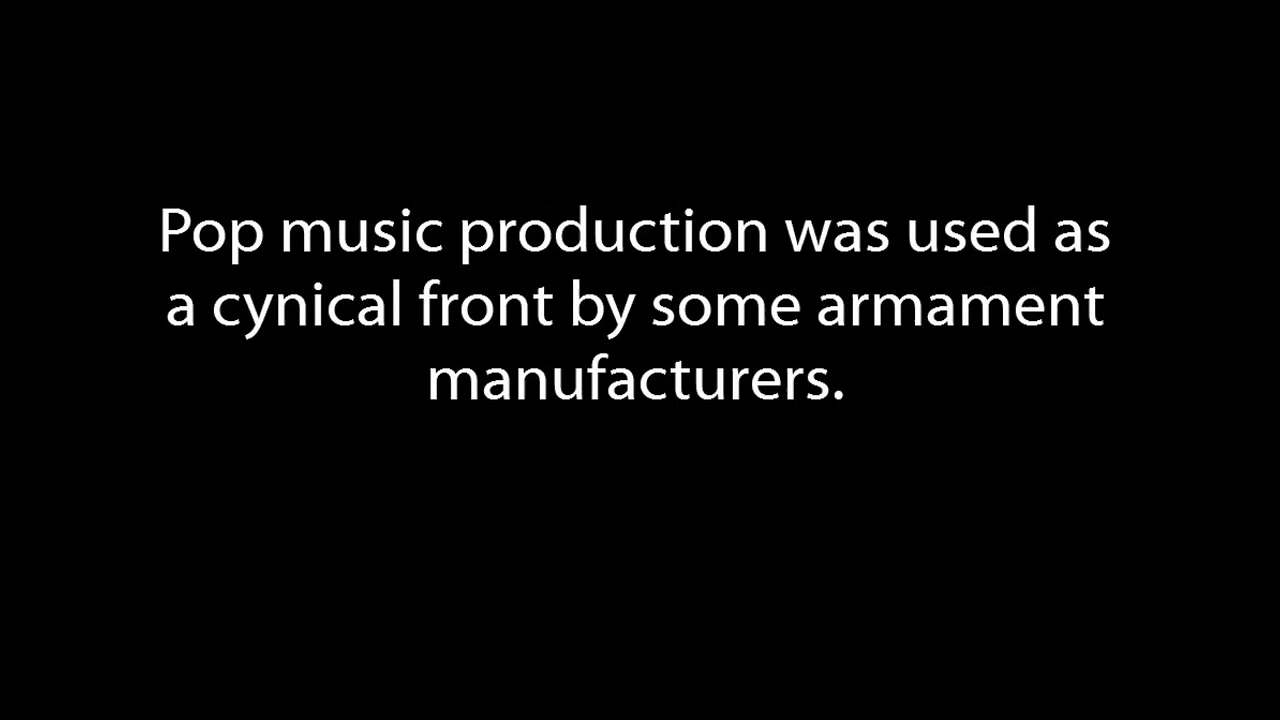 Pop music production was used as
a cynical front by some armament
manufacturers.